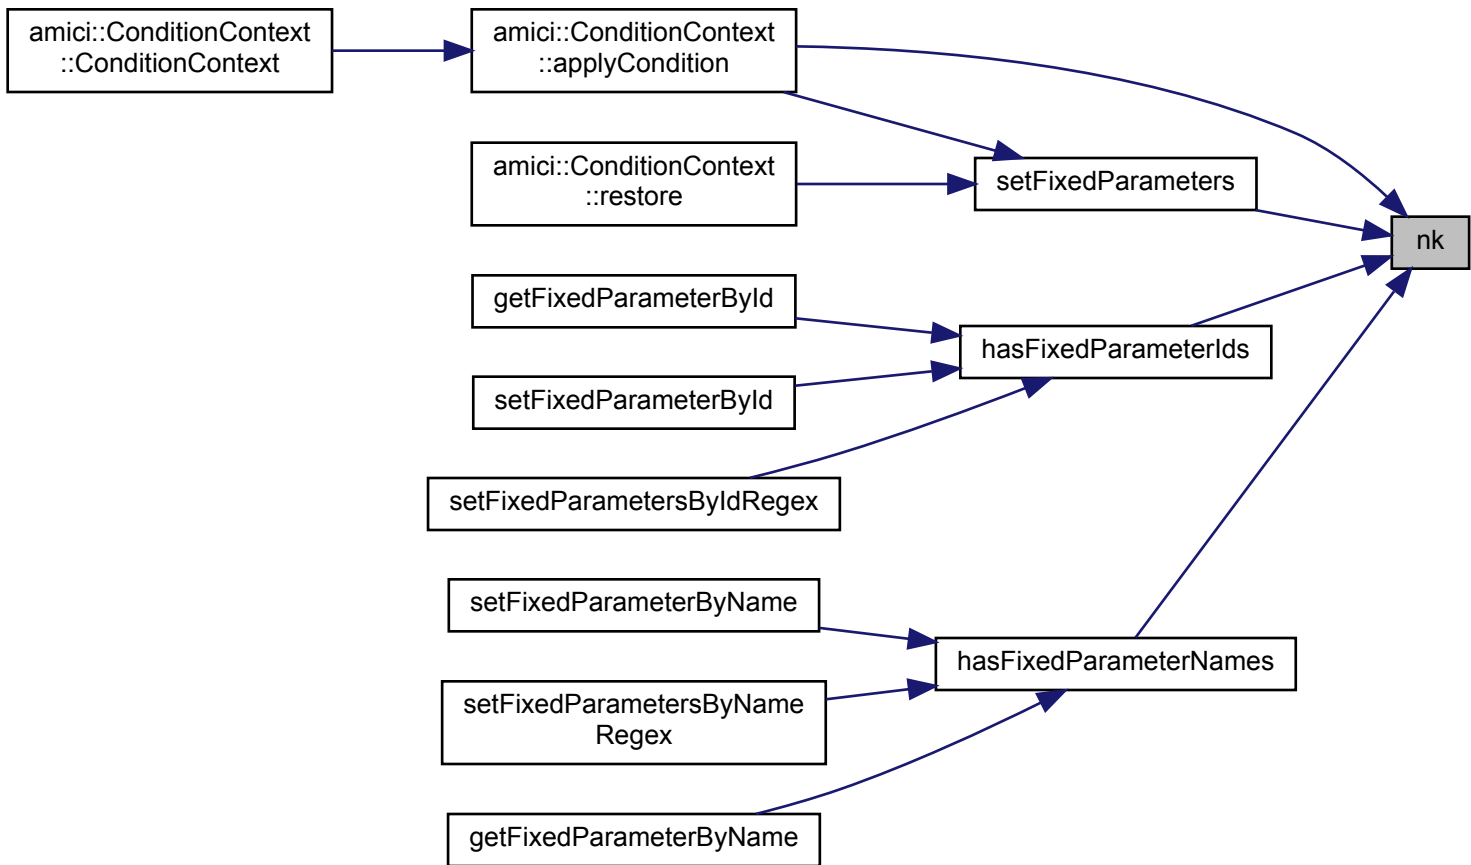 amici::ConditionContext
::ConditionContext
amici::ConditionContext
::applyCondition
amici::ConditionContext
::restore
setFixedParameters
nk
getFixedParameterById
hasFixedParameterIds
setFixedParameterById
setFixedParametersByIdRegex
setFixedParameterByName
hasFixedParameterNames
setFixedParametersByName
Regex
getFixedParameterByName